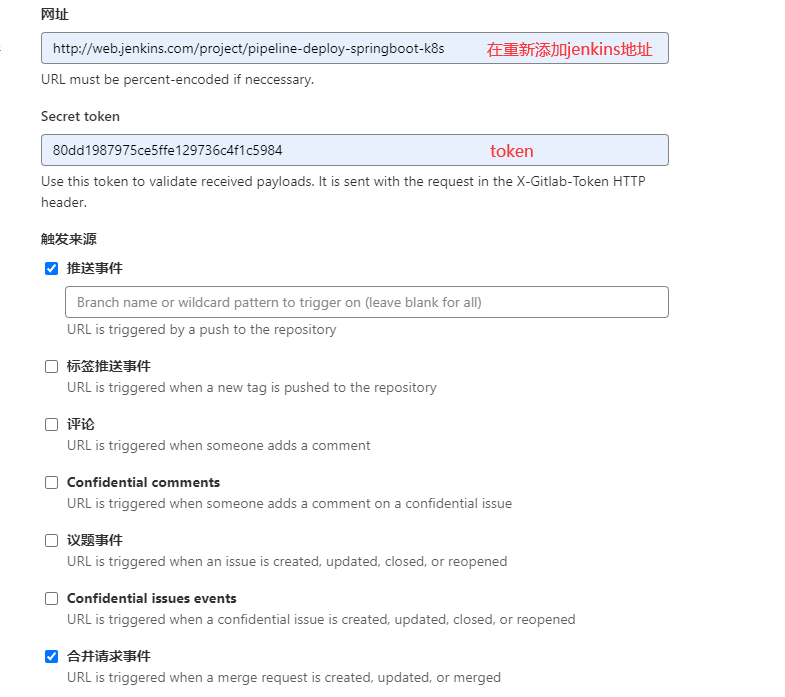 网址
http://web.jenkins.com/project/pipeline-deploy-springboot-k8s 在重新添加jenkins地址
URL must be percent-encoded if neccessary.
Secret token
80dd1987975ce5ffe129736c4f1c5984 token
Use this token to validate received payloads. It is sent with the request in the X-Gitlab-Token HTTP
header.
触发来源
推送事件
Branch name or wildcard pattern to trigger on (leave blank for all)
URL is triggered by a push to the repository
标签推送事件
URL is triggered when a new tag is pushed to the repository
评论
URL is triggered when someone adds a comment
Confidential comments
URL is triggered when someone adds a comment on a confidential issue
议题事件
URL is triggered when an issue is created, updated, closed, or reopened
Confidential issues events
URL is triggered when a confidential issue is created, updated, closed, or reopened
合并请求事件
URL is triggered when a merge request is created, updated, or merged